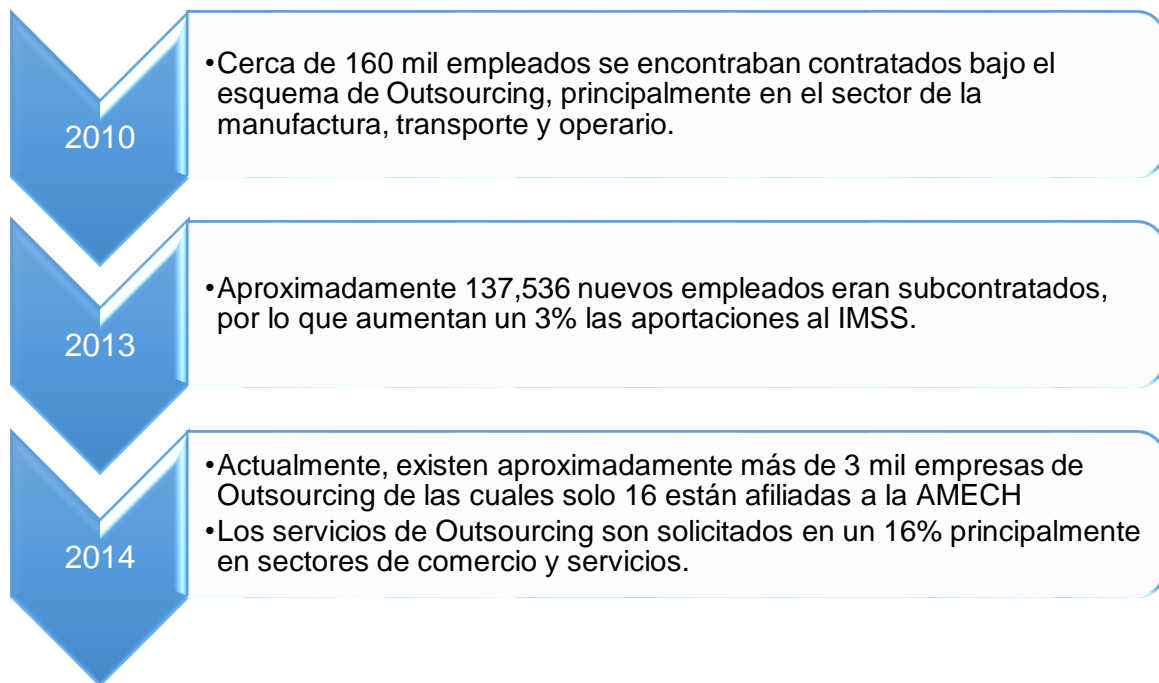 2010
•Cerca de 160 mil empleados se encontraban contratados bajo el
esquema de Outsourcing, principalmente en el sector de la
manufactura, transporte y operario.
2013
•Aproximadamente 137,536 nuevos empleados eran subcontratados,
por lo que aumentan un 3% las aportaciones al IMSS.
2014
•Actualmente, existen aproximadamente más de 3 mil empresas de
Outsourcing de las cuales solo 16 están afiliadas a la AMECH
•Los servicios de Outsourcing son solicitados en un 16% principalmente
en sectores de comercio y servicios.